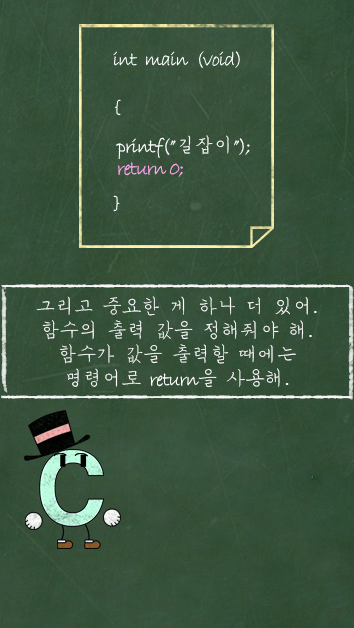 int main (void)
{
printf("길잡이");
return 0;
}
그리고 중요한 게 하나 더 있어.
함수의 출력 값을 정해줘야 해.
함수가 값을 출력할 때에는
명령어로 return을 사용해.
C